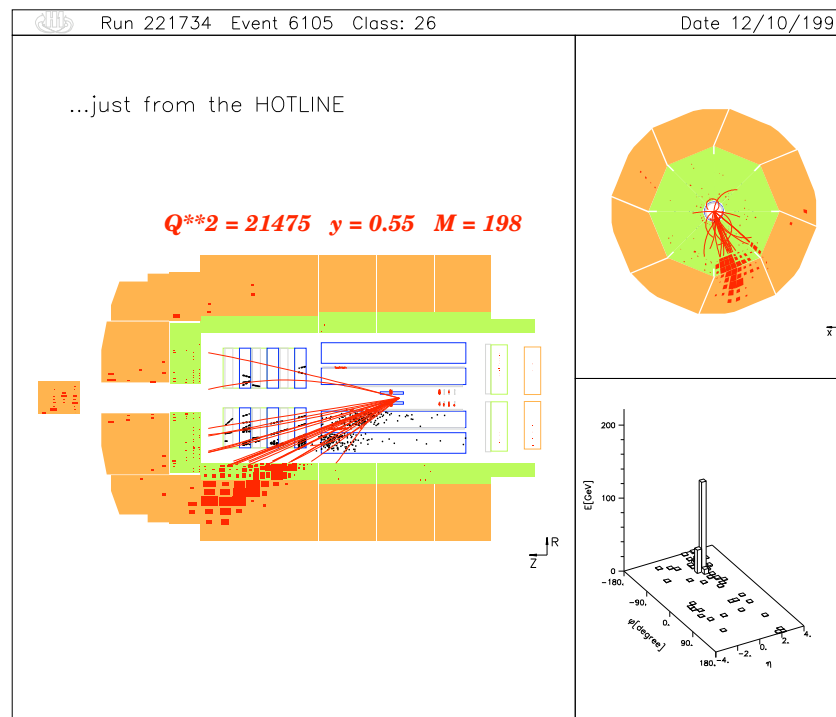 Run 221734 Event 6105 Class: 26
Date 12/10/199
...just from the HOTLINE
Q**2 = 21475 y = 0.55 M = 198
R
Z
X
E[GeV]
200
100
0
-180.
-90.
0.
90.
180.
φ[degree]
-4.
-2.
0.
2.
4.
η